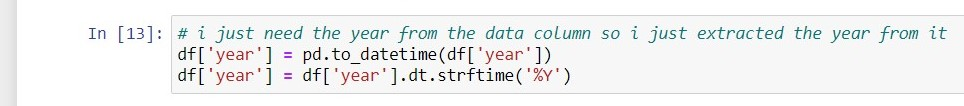 In [13]: # i just need the year from the data column so i just extracted the year from it
df['year'] = pd.to_datetime(df['year'])
df['year'] = df['year'].dt.strftime('%Y')